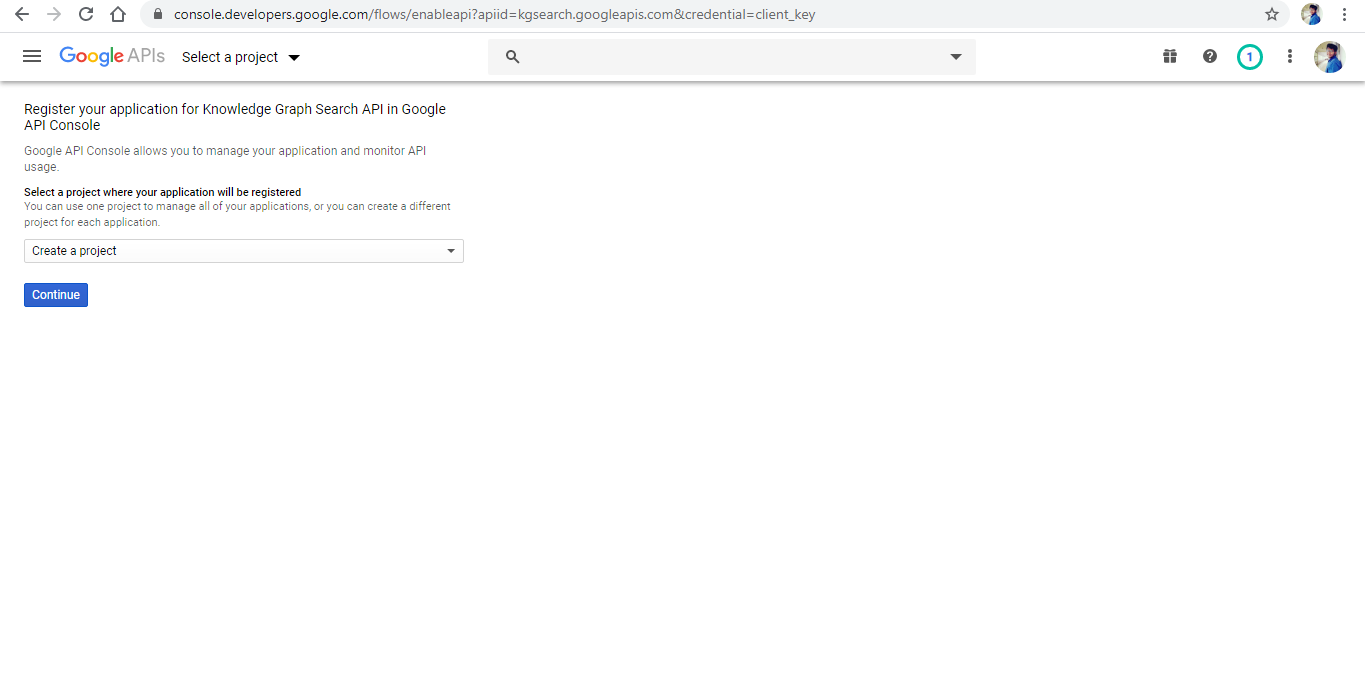 console.developers.google.com/flows/enableapi?apiid=kgsearch.googleapis.com&credential=client_key
Google APIs Select a project 1
Register your application for Knowledge Graph Search API in Google
API Console
Google API Console allows you to manage your application and monitor API
usage.
Select a project where your application will be registered
You can use one project to manage all of your applications, or you can create a different
project for each application.
Create a project
Continue